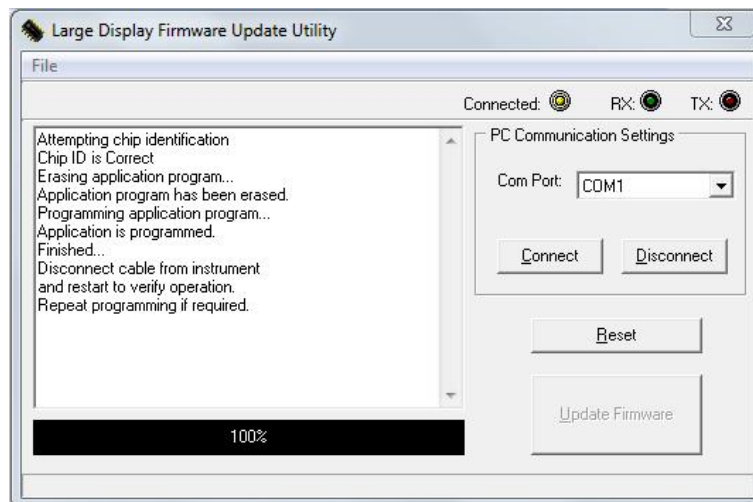 Large Display Firmware Update Utility
File
Connected: RX: TX:
Attempting chip identification
Chip ID is Correct
Erasing application program...
Application program has been erased.
Programming application program...
Application is programmed.
Finished...
Disconnect cable from instrument
and restart to verify operation.
Repeat programming if required.
100%
PC Communication Settings
Com Port: COM1
Connect Disconnect
Reset
Update Firmware